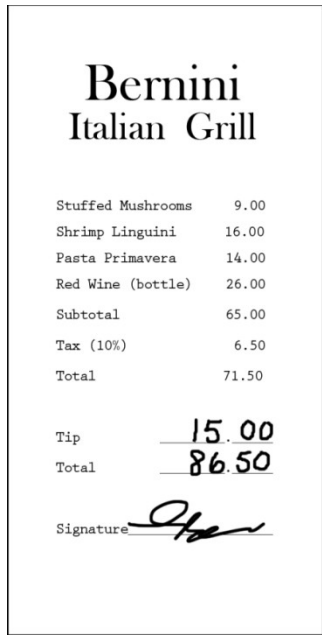 Bernini
Italian Grill
Stuffed Mushrooms 9.00
Shrimp Linguini 16.00
Pasta Primavera 14.00
Red Wine (bottle) 26.00
Subtotal 65.00
Tax (10%) 6.50
Total 71.50
Tip 15.00
Total 86.50
Signature